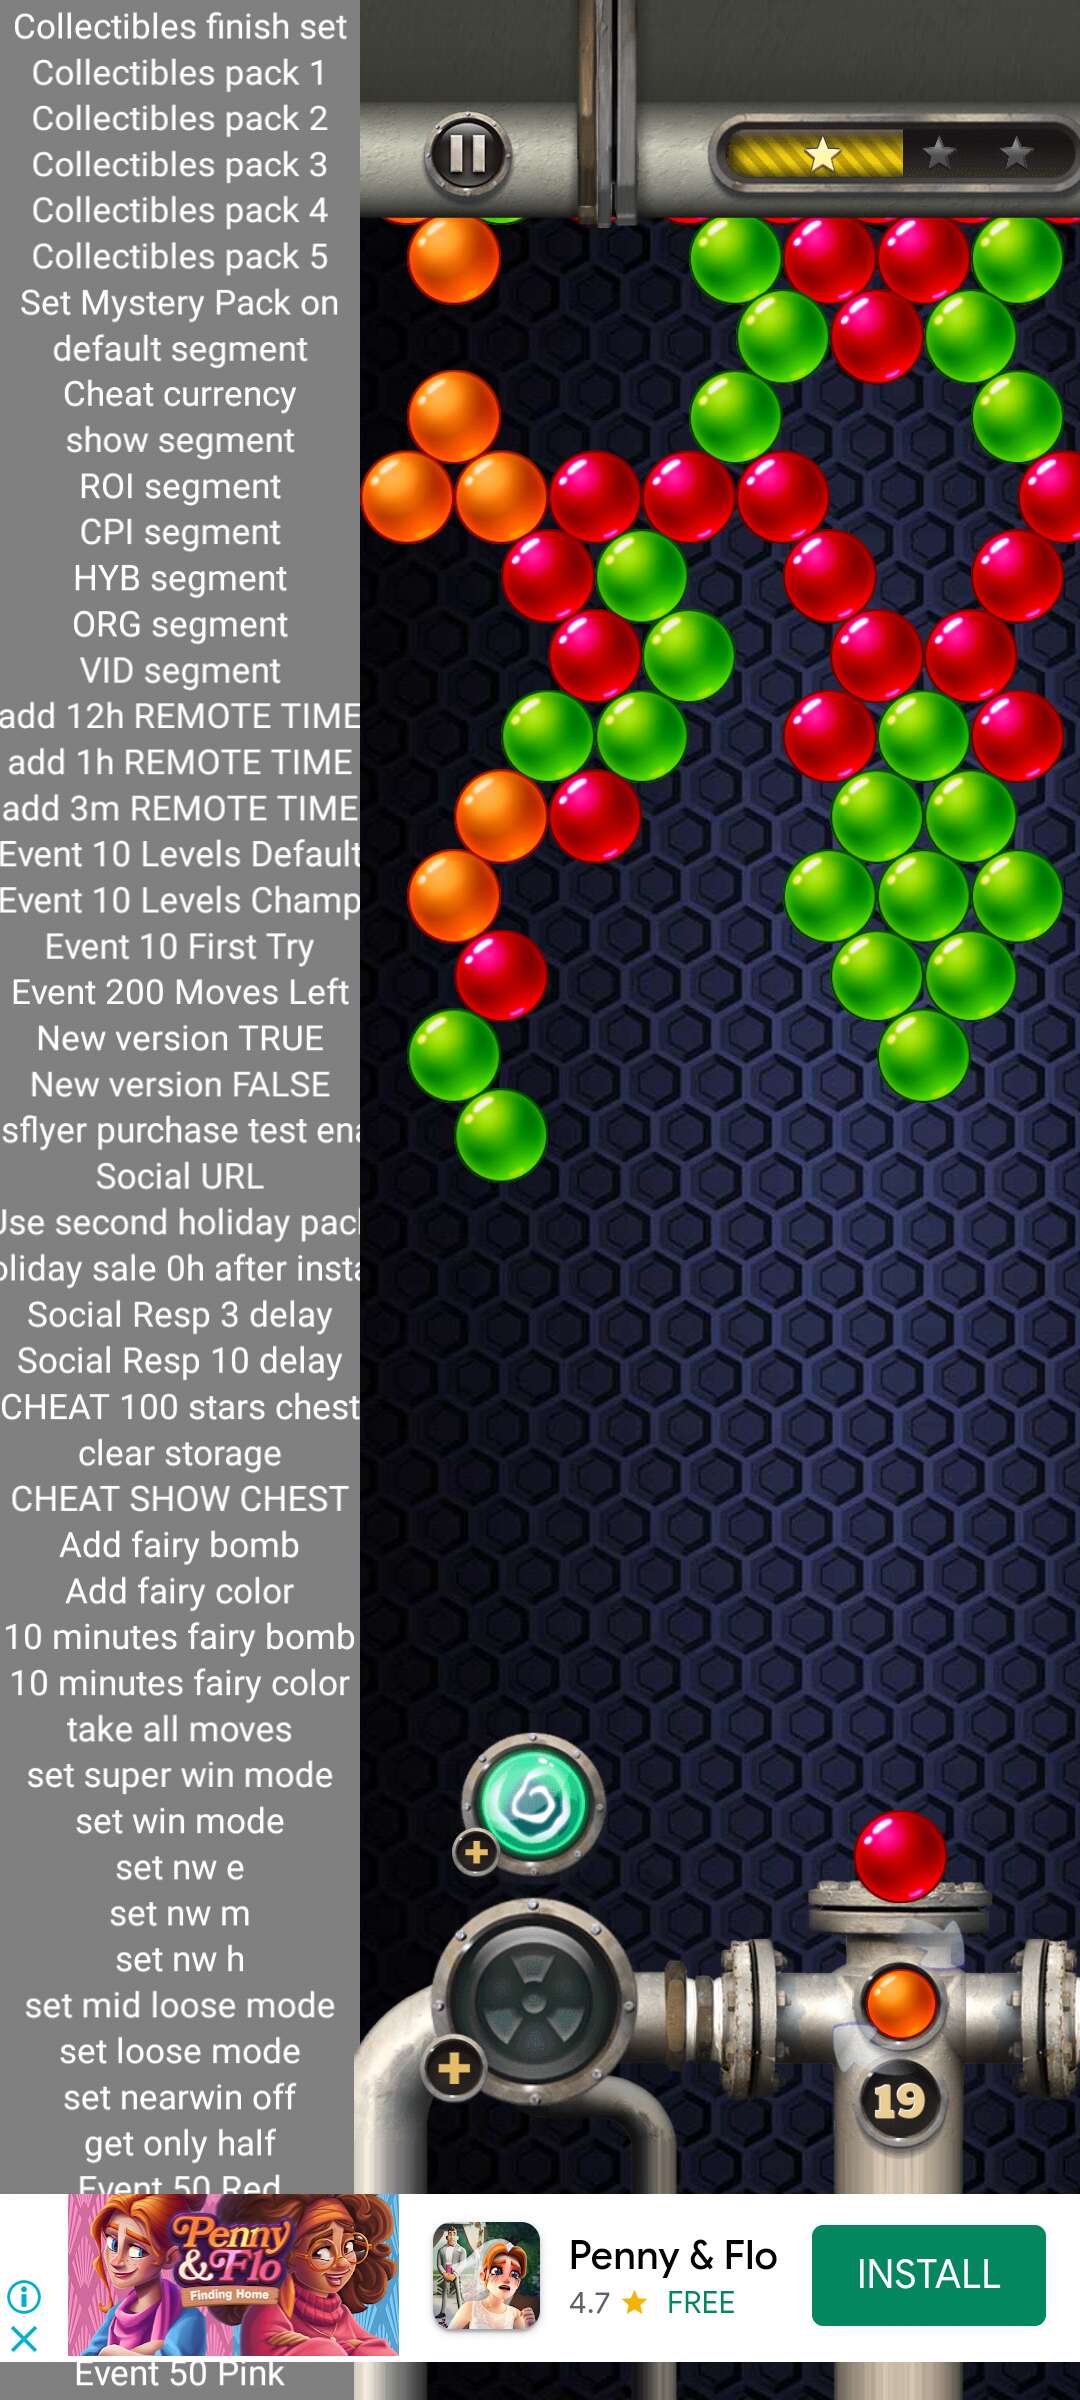 Collectibles finish set
Collectibles pack 1
Collectibles pack 2
Collectibles pack 3
Collectibles pack 4
Collectibles pack 5
Set Mystery Pack on
default segment
Cheat currency
show segment
ROI segment
CPI segment
HYB segment
ORG segment
VID segment
add 12h REMOTE TIME
add 1h REMOTE TIME
add 3m REMOTE TIME
Event 10 Levels Default
Event 10 Levels Champ
Event 10 First Try
Event 200 Moves Left
New version TRUE
New version FALSE
sflyer purchase test ena
Social URL
Use second holiday pac
oliday sale 0h after insta
Social Resp 3 delay
Social Resp 10 delay
CHEAT 100 stars chest
clear storage
CHEAT SHOW CHEST
Add fairy bomb
Add fairy color
10 minutes fairy bomb
10 minutes fairy color
take all moves
set super win mode
set win mode
set nw e
set nw m
set nw h
set mid loose mode
set loose mode
set nearwin off
get only half
Event 50 Red
19
Penny
&Flo
Finding Home
Penny & Flo
4.7 FREE
INSTALL
Event 50 Pink